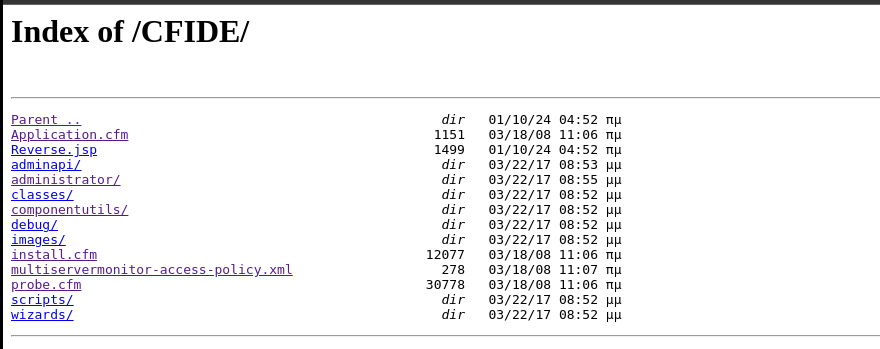 Index of /CFIDE/
Parent .. dir 01/10/24 04:52 πμ
Application.cfm 1151 03/18/08 11:06 πμ
Reverse.jsp 1499 01/10/24 04:52 πμ
adminapi/ dir 03/22/17 08:53 μμ
administrator/ dir 03/22/17 08:55 μμ
classes/ dir 03/22/17 08:52 μμ
componentutils/ dir 03/22/17 08:52 μμ
debug/ dir 03/22/17 08:52 μμ
images/ dir 03/22/17 08:52 μμ
install.cfm 12077 03/18/08 11:06 πμ
multiservermonitor-access-policy.xml 278 03/18/08 11:07 πμ
probe.cfm 30778 03/18/08 11:06 πμ
scripts/ dir 03/22/17 08:52 μμ
wizards/ dir 03/22/17 08:52 μμ